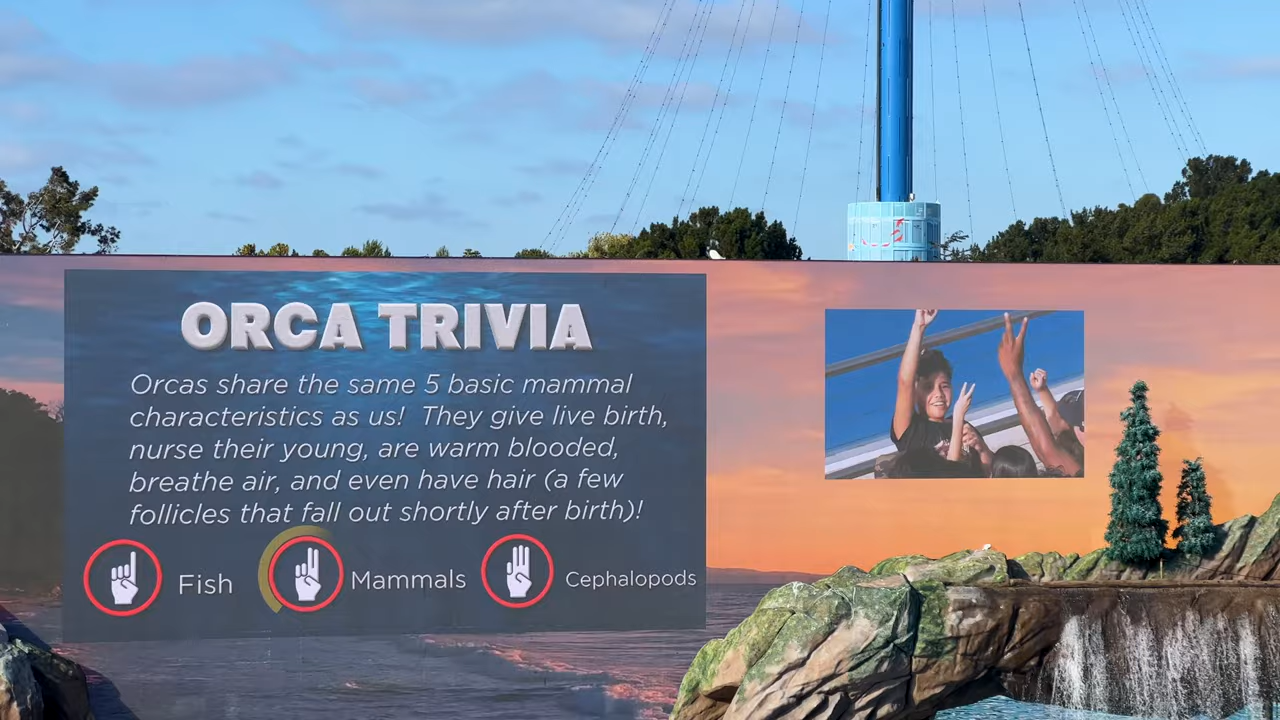 ORCA TRIVIA
Orcas share the same 5 basic mammal
characteristics as us! They give live birth,
nurse their young, are warm blooded,
breathe air, and even have hair (a few
follicles that fall out shortly after birth)!
Fish
Mammals
Cephalopods